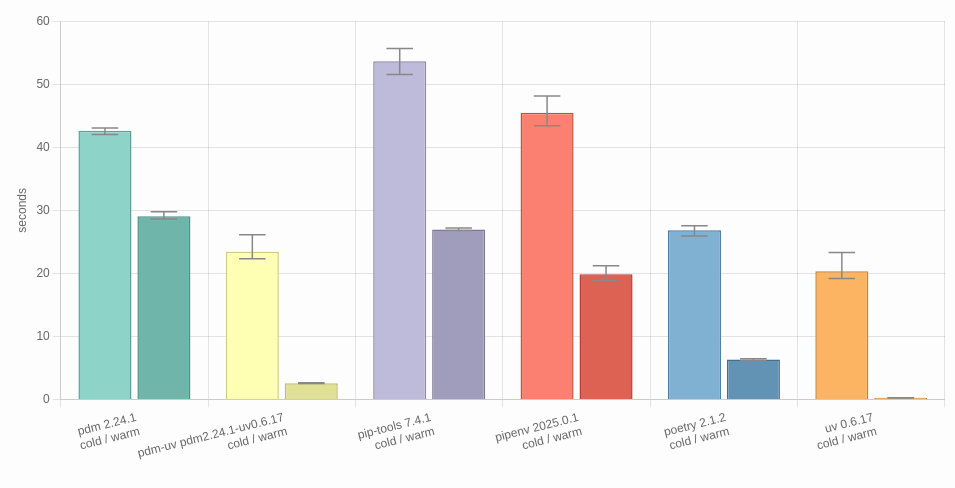 60
50
40
30
20
10
0
seconds
pdm 2.24.1
cold / warm
pdm-uv pdm2.24.1-uv0.6.17
cold / warm
pip-tools 7.4.1
cold / warm
pipenv 2025.0.1
cold / warm
poetry 2.1.2
cold / warm
uv 0.6.17
cold / warm